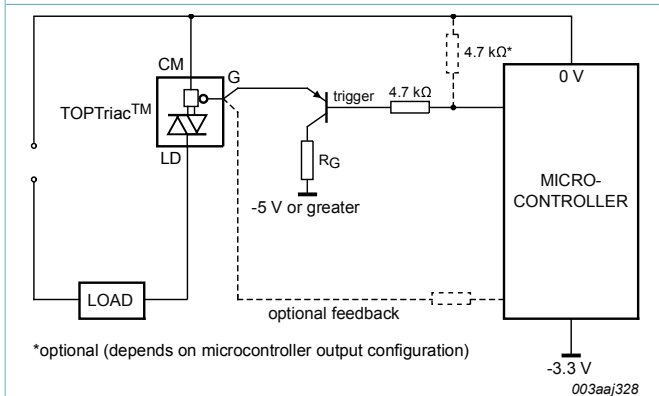 4.7 kΩ*
CM
0 V
G
TOPTriac™
trigger
4.7 kΩ
LD
RG
MICRO-
CONTROLLER
-5 V or greater
LOAD
optional feedback
*optional (depends on microcontroller output configuration)
-3.3 V
003aaj328